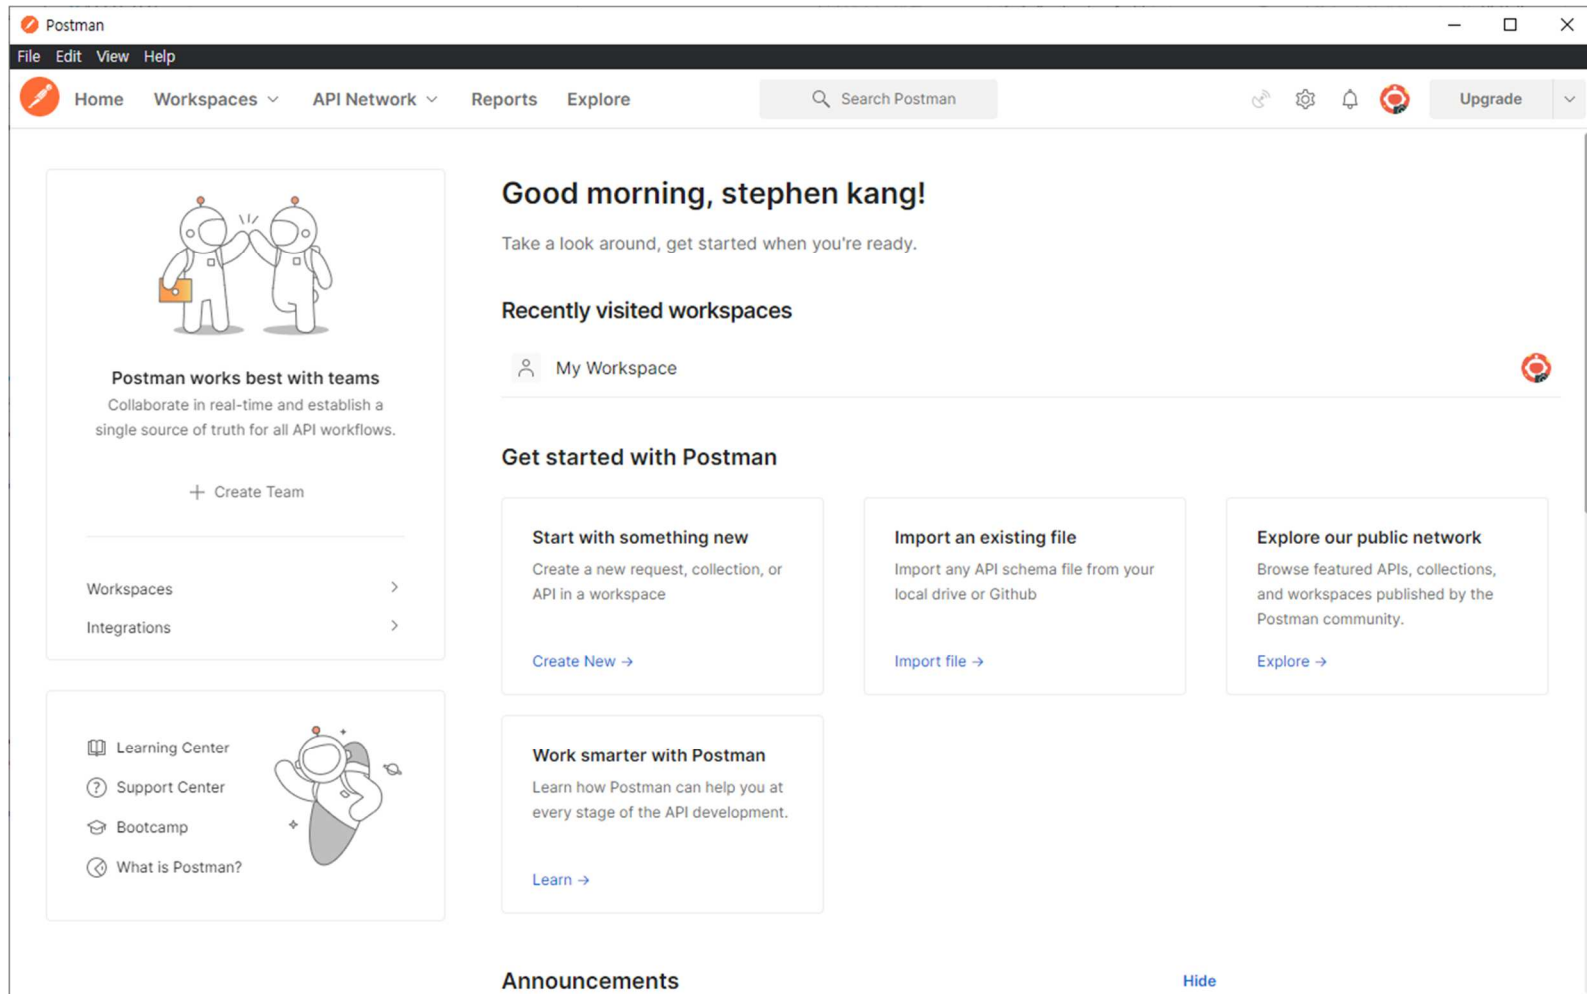 Postman
File Edit View Help
Home Workspaces API Network Reports Explore Search Postman Upgrade
Postman works best with teams
Collaborate in real-time and establish a
single source of truth for all API workflows.
+ Create Team
Workspaces
Integrations
Learning Center
Support Center
Bootcamp
What is Postman?
Good morning, stephen kang!
Take a look around, get started when you're ready.
Recently visited workspaces
My Workspace
Get started with Postman
Start with something new
Create a new request, collection, or
API in a workspace
Create New →
Import an existing file
Import any API schema file from your
local drive or Github
Import file →
Explore our public network
Browse featured APIs, collections,
and workspaces published by the
Postman community.
Explore →
Work smarter with Postman
Learn how Postman can help you at
every stage of the API development.
Learn →
Announcements Hide